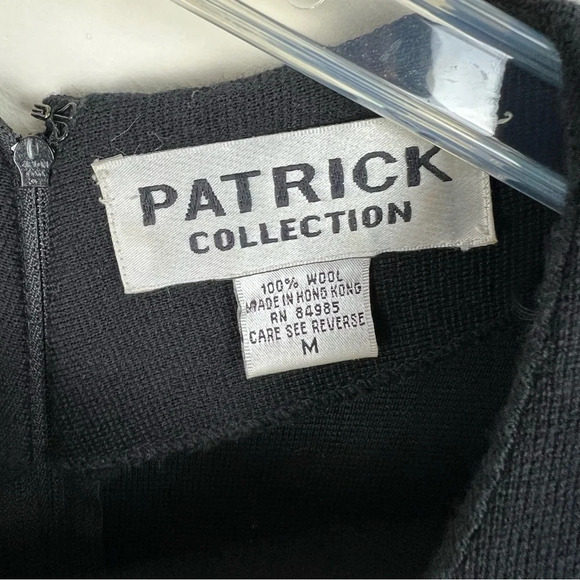 PATRICK
COLLECTION
100% WOOL
MADE IN HONG KONG
RN 84985
CARE SEE REVERSE
M